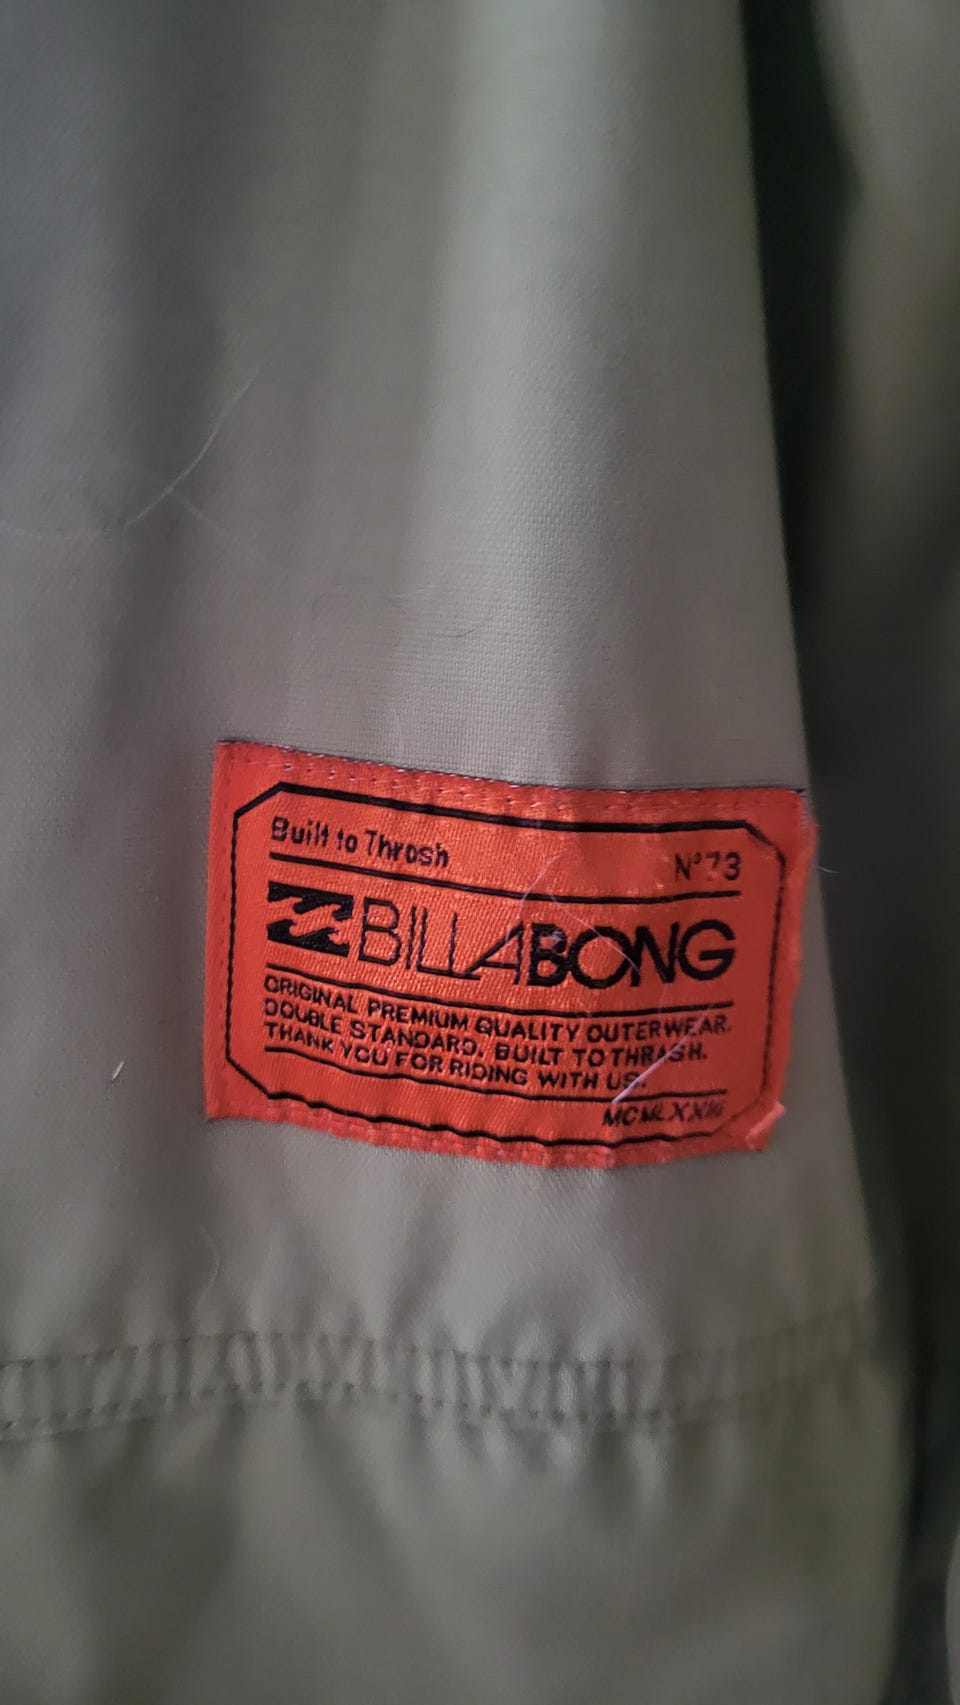 Built to Thrash
N°73
BILLABONG
ORIGINAL PREMIUM QUALITY OUTERWEAR.
DOUBLE STANDARD. BUILT TO THRASH.
THANK YOU FOR RIDING WITH US.